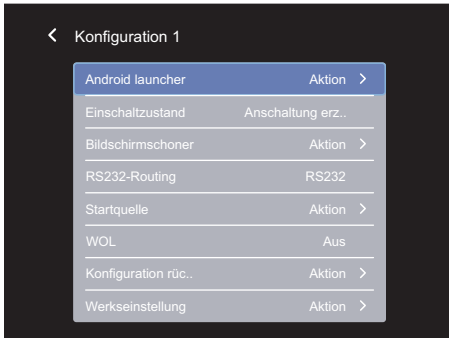 Konfiguration 1
Android launcher Aktion
Einschaltzustand Anschaltung erz..
Bildschirmschoner Aktion
RS232-Routing RS232
Startquelle Aktion
WOL Aus
Konfiguration rüc.. Aktion
Werkseinstellung Aktion